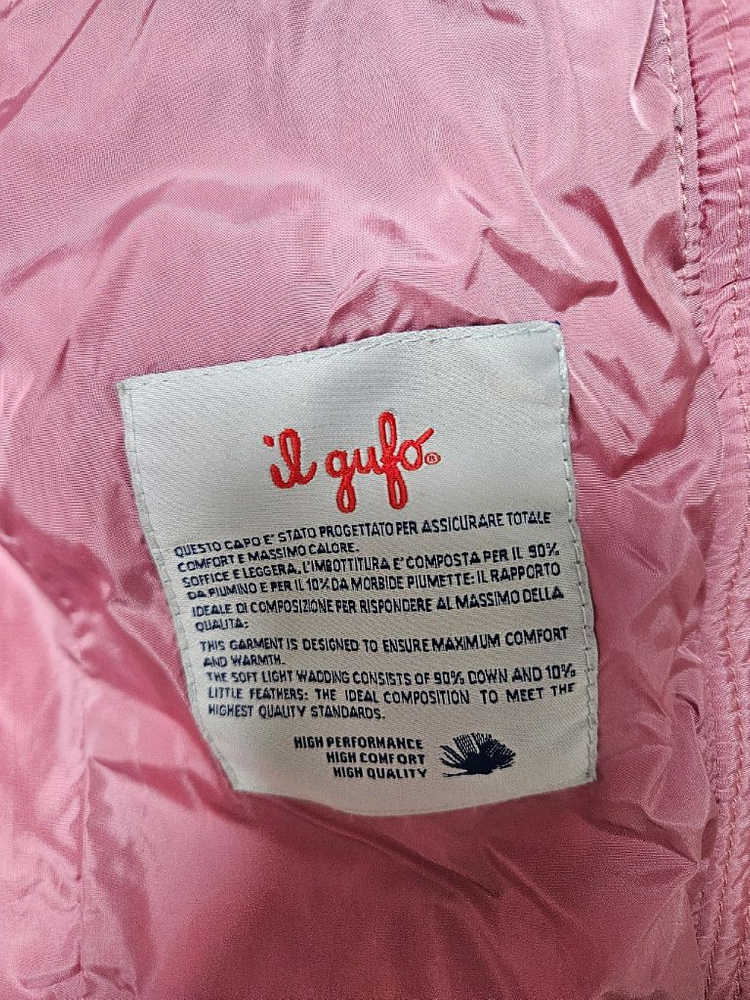 il gufo®
QUESTO CAPO E' STATO PROGETTATO PER ASSICURARE TOTALE
COMFORT E MASSIMO CALORE.
SOFFICE E LEGGERA, L'IMBOTTITURA E' COMPOSTA PER IL 90%
DA PIUMINO E PER IL 10% DA MORBIDE PIUMETTE: IL RAPPORTO
IDEALE DI COMPOSIZIONE PER RISPONDERE AL MASSIMO DELLA
QUALITA;
THIS GARMENT IS DESIGNED TO ENSURE MAXIMUM COMFORT
AND WARMTH.
THE SOFT LIGHT WADDING CONSISTS OF 90% DOWN AND 10%
LITTLE FEATHERS: THE IDEAL COMPOSITION TO MEET THE
HIGHEST QUALITY STANDARDS.
HIGH PERFORMANCE
HIGH COMFORT
HIGH QUALITY